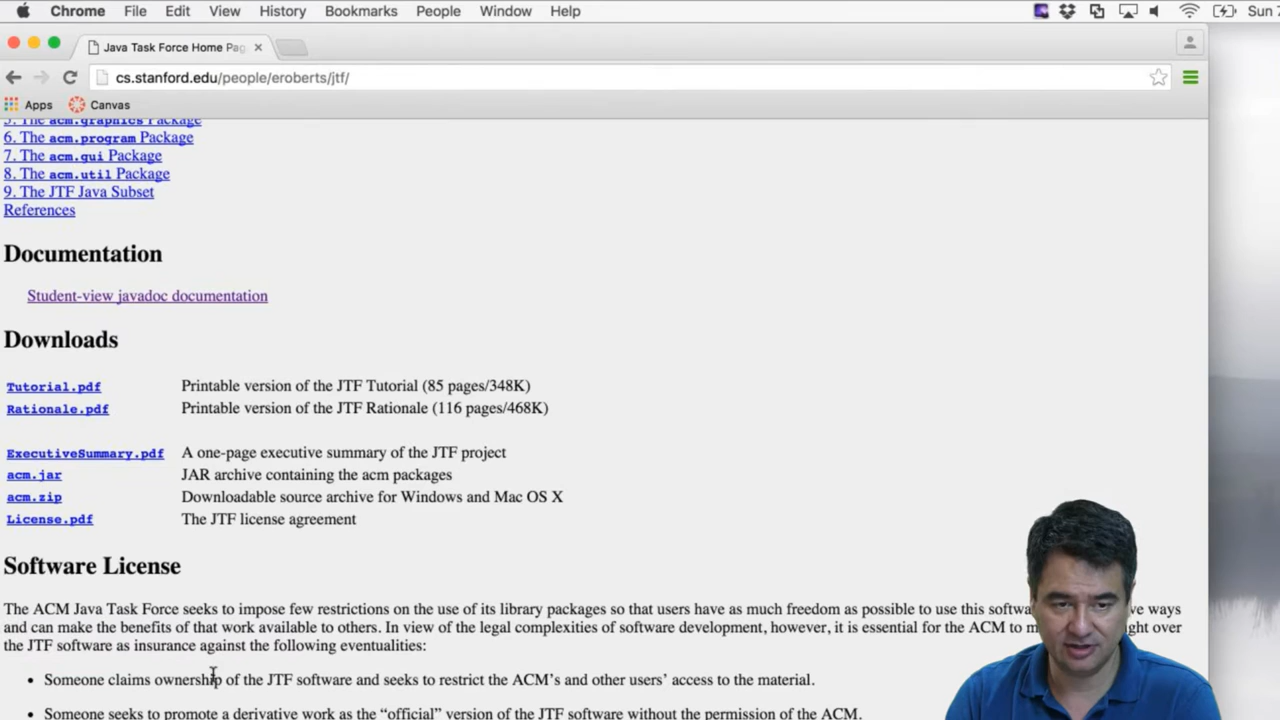 Chrome File Edit View History Bookmarks People Window Help Sun 7
Java Task Force Home Pag
cs.stanford.edu/people/eroberts/jtf/
Apps Canvas
5. The acm.graphics Package
6. The acm.program Package
7. The acm.gui Package
8. The acm.util Package
9. The JTF Java Subset
References
Documentation
Student-view javadoc documentation
Downloads
Tutorial.pdf Printable version of the JTF Tutorial (85 pages/348K)
Rationale.pdf Printable version of the JTF Rationale (116 pages/468K)
ExecutiveSummary.pdf A one-page executive summary of the JTF project
acm.jar JAR archive containing the acm packages
acm.zip Downloadable source archive for Windows and Mac OS X
License.pdf The JTF license agreement
Software License
The ACM Java Task Force seeks to impose few restrictions on the use of its library packages so that users have as much freedom as possible to use this softwa ve ways
and can make the benefits of that work available to others. In view of the legal complexities of software development, however, it is essential for the ACM to m ght over
the JTF software as insurance against the following eventualities:
• Someone claims ownership of the JTF software and seeks to restrict the ACM's and other users' access to the material.
• Someone seeks to promote a derivative work as the “official” version of the JTF software without the permission of the ACM.